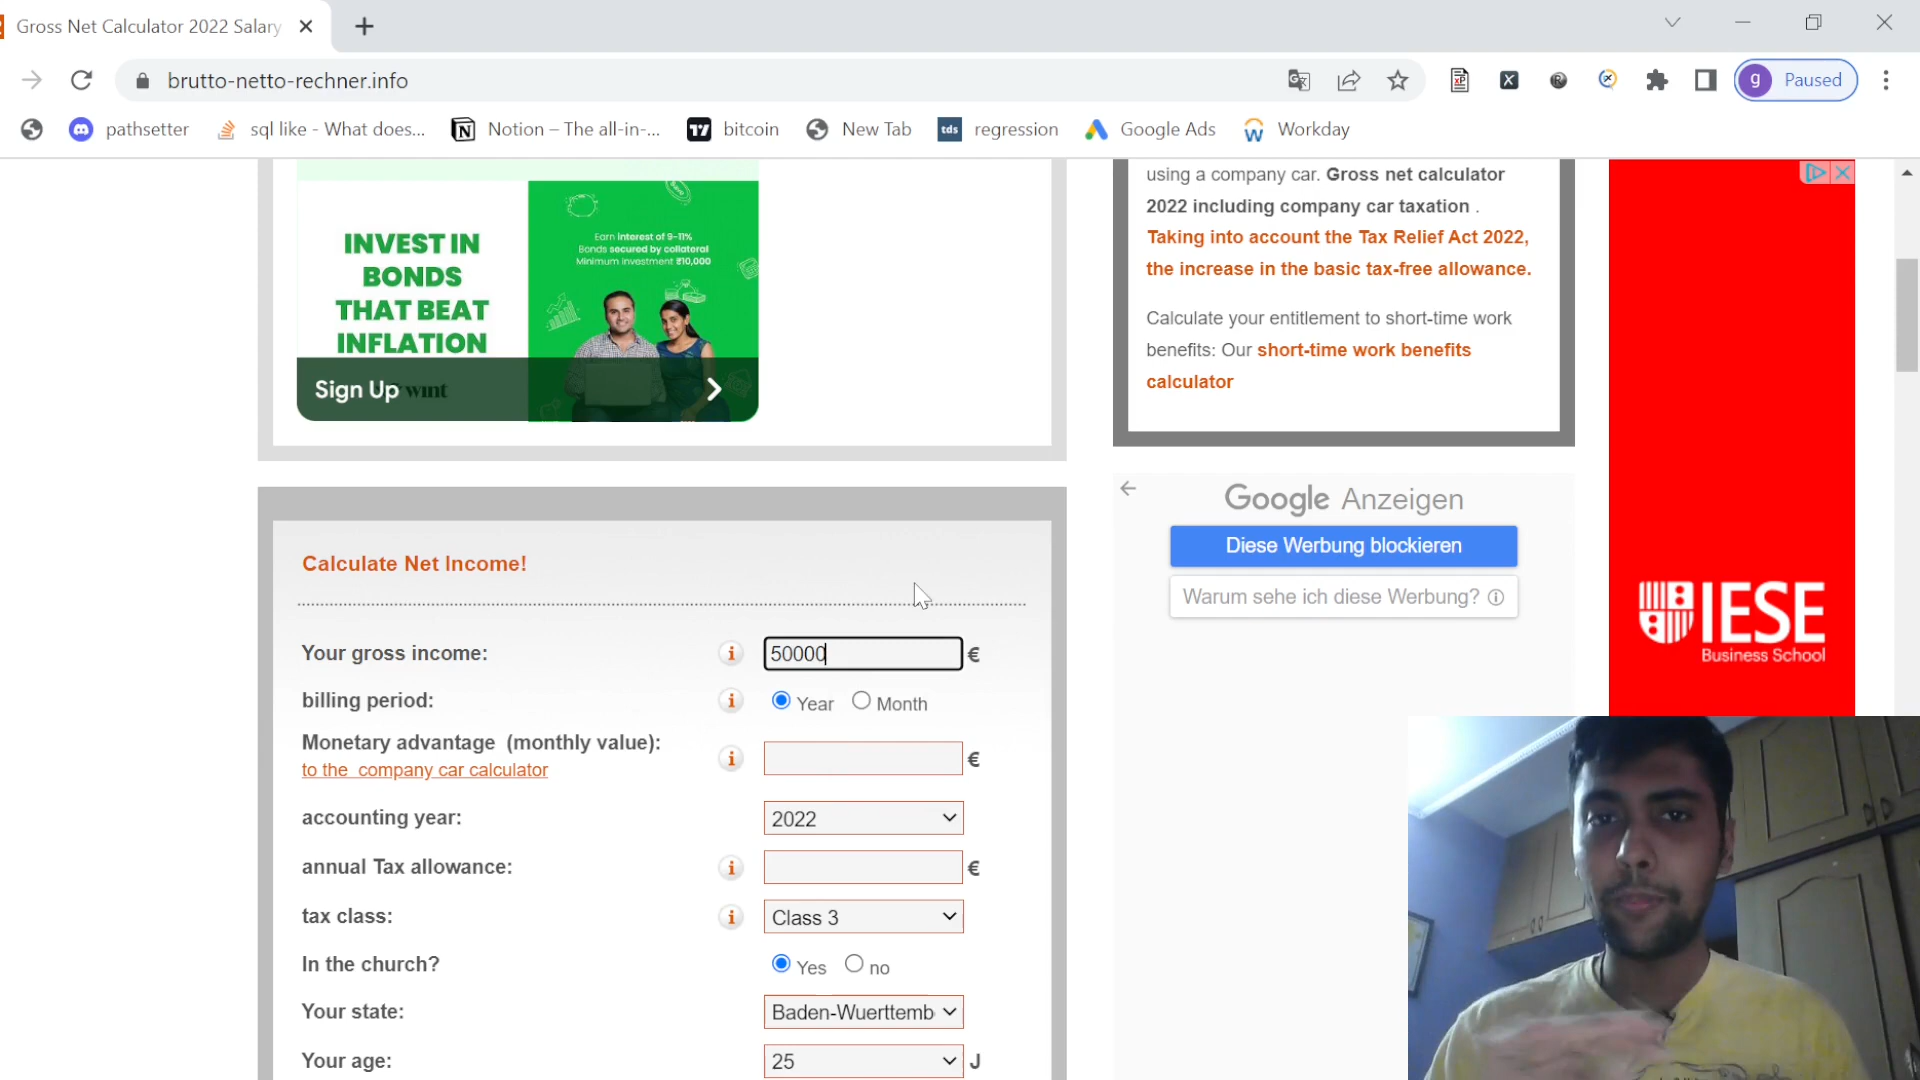 Gross Net Calculator 2022 Salary
brutto-netto-rechner.info
g Paused
pathsetter
sql like - What does...
Notion – The all-in-...
bitcoin
New Tab
tds regression
Google Ads
Workday
INVEST IN
BONDS
THAT BEAT
INFLATION
Earn interest of 9-11%
Bonds secured by collateral
Minimum investment ₹10,000
Sign Up wint
using a company car. Gross net calculator
2022 including company car taxation .
Taking into account the Tax Relief Act 2022,
the increase in the basic tax-free allowance.
Calculate your entitlement to short-time work
benefits: Our short-time work benefits
calculator
Google Anzeigen
Diese Werbung blockieren
Warum sehe ich diese Werbung?
IESE
Business School
Calculate Net Income!
Your gross income: 50000 €
billing period: Year Month
Monetary advantage (monthly value): €
to the company car calculator
accounting year: 2022
annual Tax allowance: €
tax class: Class 3
In the church? Yes no
Your state: Baden-Wuerttemb
Your age: 25 J